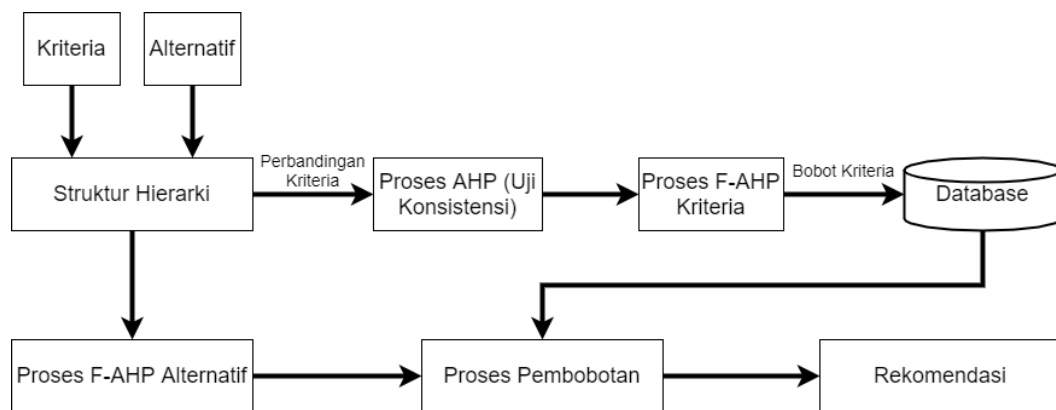 Kriteria
Alternatif
Struktur Hierarki
Perbandingan
Kriteria
Proses AHP (Uji
Konsistensi)
Proses F-AHP
Kriteria
Bobot Kriteria
Database
Proses F-AHP Alternatif
Proses Pembobotan
Rekomendasi